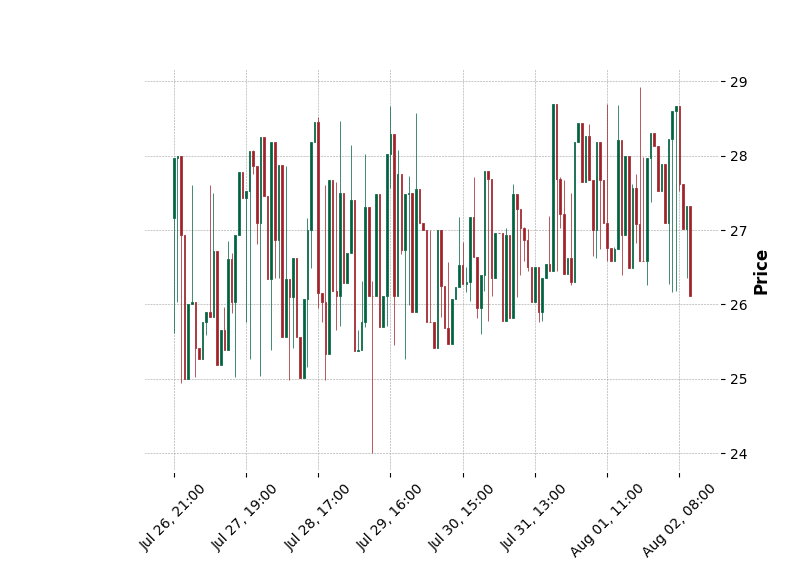 29
28
27
26
25
24
Price
Jul 26, 21:00
Jul 27, 19:00
Jul 28, 17:00
Jul 29, 16:00
Jul 30, 15:00
Jul 31, 13:00
Aug 01, 11:00
Aug 02, 08:00